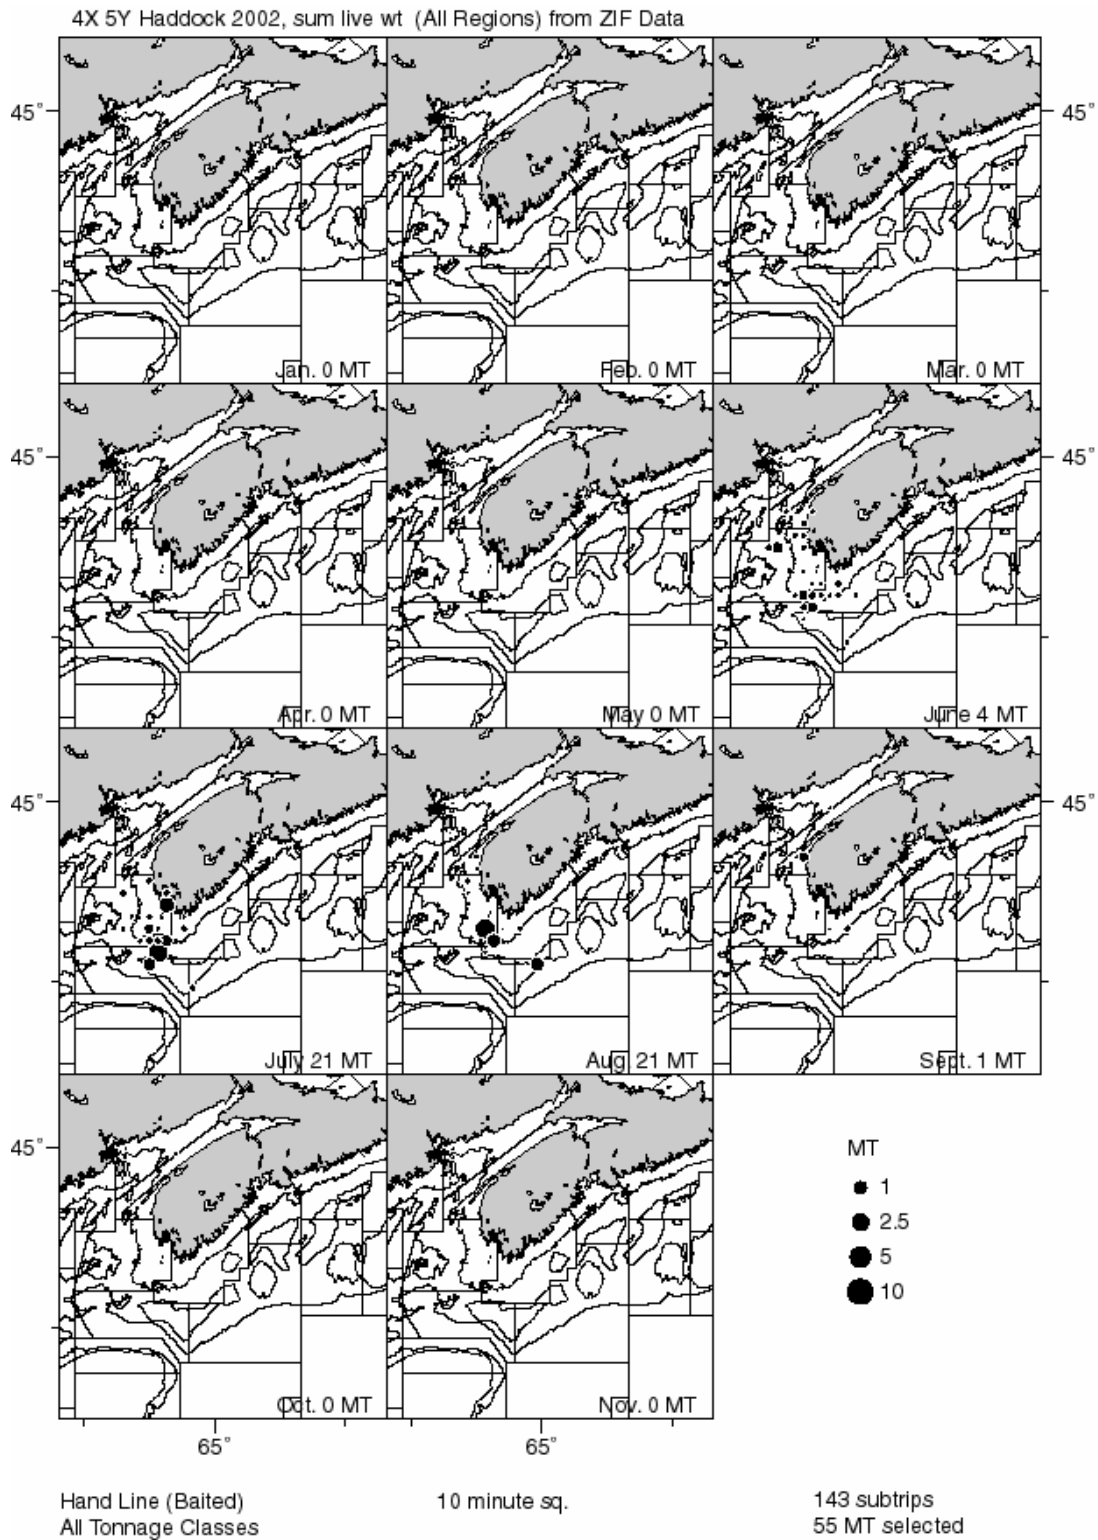 4X 5Y Haddock 2002, sum live wt (All Regions) from ZIF Data
45° 45°
Jan. 0 MT Feb. 0 MT Mar. 0 MT
45° 45°
Apr. 0 MT May 0 MT June 4 MT
45° 45°
July 21 MT Aug. 21 MT Sept. 1 MT
45°
MT
1
2.5
5
10
Oct. 0 MT Nov. 0 MT
65° 65°
Hand Line (Baited) 10 minute sq. 143 subtrips
All Tonnage Classes 55 MT selected